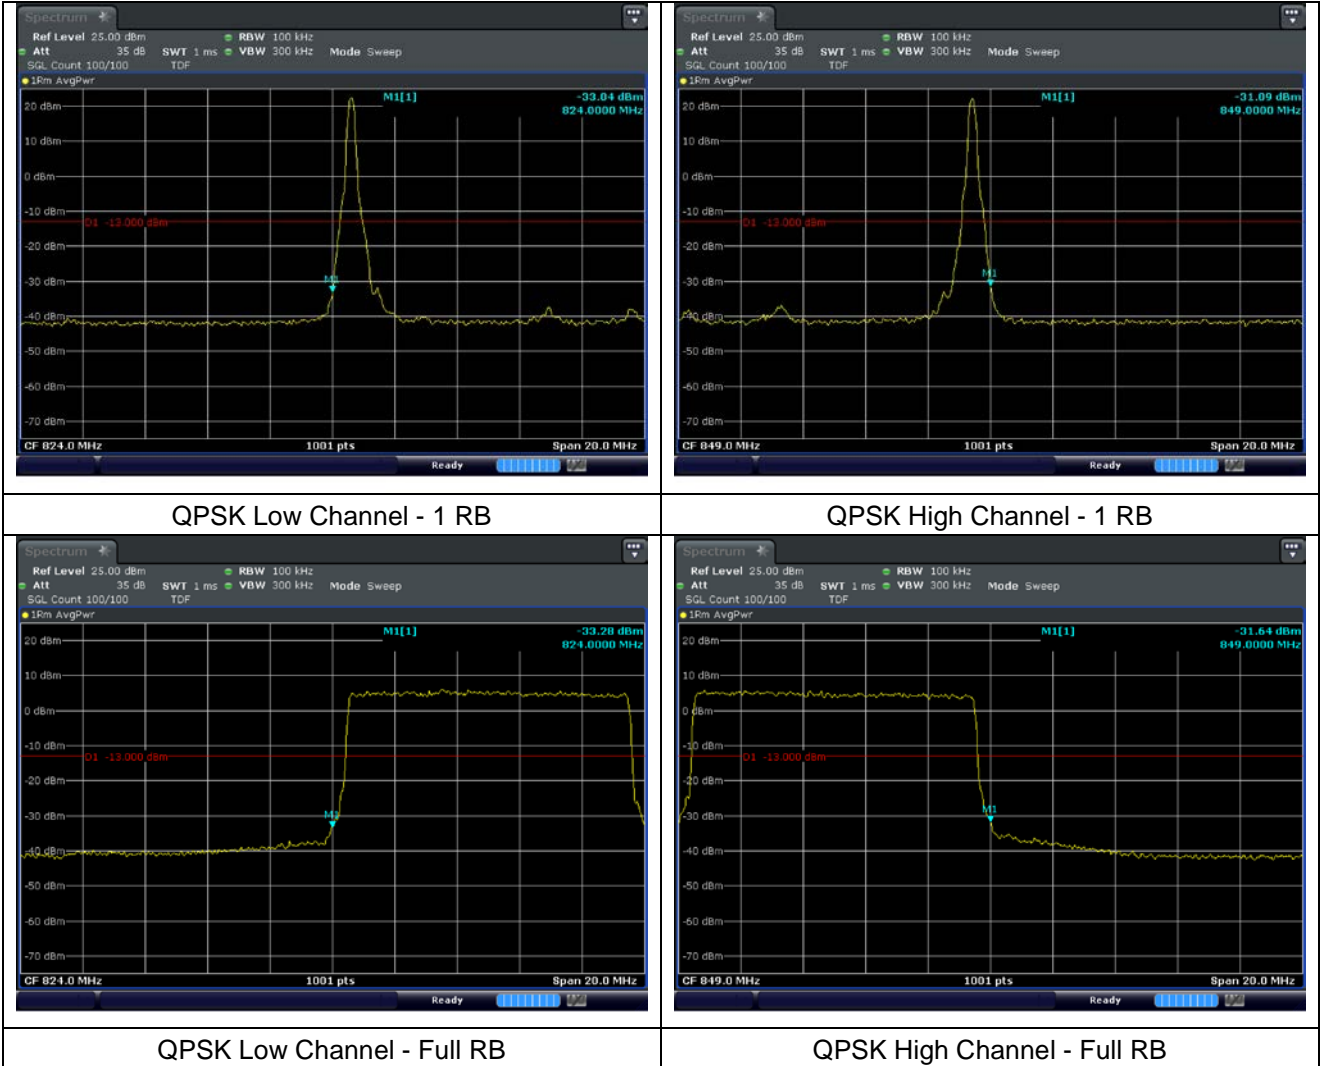 Spectrum
Ref Level 25.00 dBm RBW 100 kHz
Att 35 dB SWT 1 ms VBW 300 kHz Mode Sweep
SGL Count 100/100 TDF
1Rm AvgPwr
M1[1] -33.04 dBm
824.0000 MHz
20 dBm
10 dBm
0 dBm
-10 dBm
D1 -13.000 dBm
-20 dBm
M1
-30 dBm
-40 dBm
-50 dBm
-60 dBm
-70 dBm
CF 824.0 MHz 1001 pts Span 20.0 MHz
Ready
QPSK Low Channel - 1 RB
Spectrum
Ref Level 25.00 dBm RBW 100 kHz
Att 35 dB SWT 1 ms VBW 300 kHz Mode Sweep
SGL Count 100/100 TDF
1Rm AvgPwr
M1[1] -31.09 dBm
849.0000 MHz
20 dBm
10 dBm
0 dBm
-10 dBm
D1 -13.000 dBm
-20 dBm
M1
-30 dBm
-40 dBm
-50 dBm
-60 dBm
-70 dBm
CF 849.0 MHz 1001 pts Span 20.0 MHz
Ready
QPSK High Channel - 1 RB
Spectrum
Ref Level 25.00 dBm RBW 100 kHz
Att 35 dB SWT 1 ms VBW 300 kHz Mode Sweep
SGL Count 100/100 TDF
1Rm AvgPwr
M1[1] -33.28 dBm
824.0000 MHz
20 dBm
10 dBm
0 dBm
-10 dBm
D1 -13.000 dBm
-20 dBm
M1
-30 dBm
-40 dBm
-50 dBm
-60 dBm
-70 dBm
CF 824.0 MHz 1001 pts Span 20.0 MHz
Ready
QPSK Low Channel - Full RB
Spectrum
Ref Level 25.00 dBm RBW 100 kHz
Att 35 dB SWT 1 ms VBW 300 kHz Mode Sweep
SGL Count 100/100 TDF
1Rm AvgPwr
M1[1] -31.64 dBm
849.0000 MHz
20 dBm
10 dBm
0 dBm
-10 dBm
D1 -13.000 dBm
-20 dBm
M1
-30 dBm
-40 dBm
-50 dBm
-60 dBm
-70 dBm
CF 849.0 MHz 1001 pts Span 20.0 MHz
Ready
QPSK High Channel - Full RB